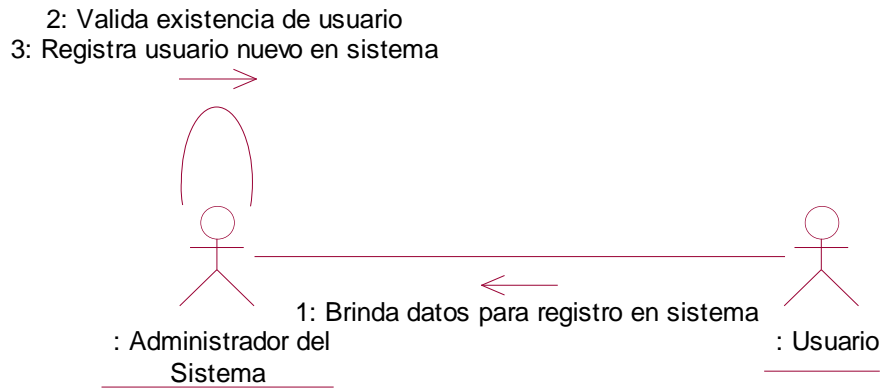 2: Valida existencia de usuario
3: Registra usuario nuevo en sistema
1: Brinda datos para registro en sistema
: Administrador del
Sistema
: Usuario